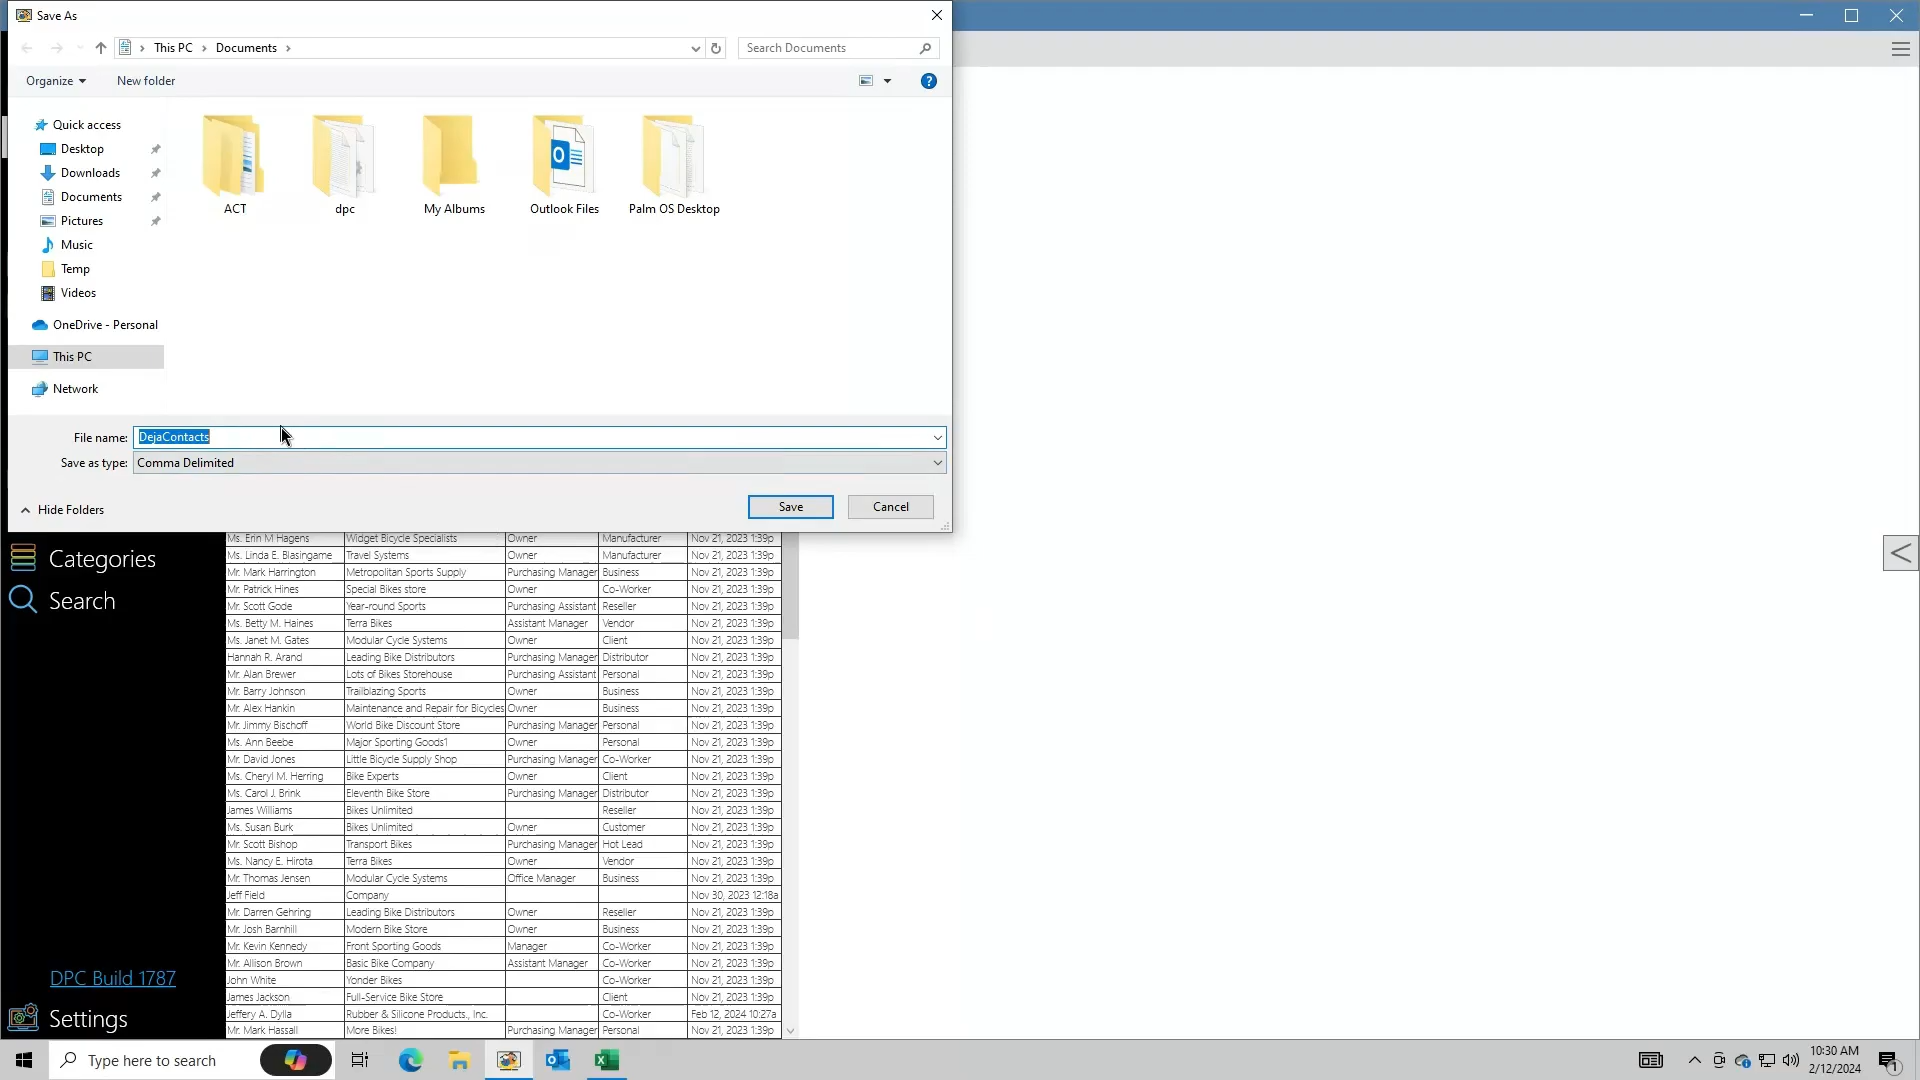 Save As
This PC > Documents >
Search Documents
Organize
New folder
Quick access
Desktop
Downloads
Documents
Pictures
Music
Temp
Videos
OneDrive - Personal
This PC
Network
ACT
dpc
My Albums
Outlook Files
Palm OS Desktop
File name: DejaContacts
Save as type: Comma Delimited
Hide Folders
Save
Cancel
Categories
Search
DPC Build 1787
Settings
Ms. Erin M Hagens Widget Bicycle Specialists Owner Manufacturer Nov 21, 2023 1:39p
Ms. Linda E. Blasingame Travel Systems Owner Manufacturer Nov 21, 2023 1:39p
Mr. Mark Harrington Metropolitan Sports Supply Purchasing Manager Business Nov 21, 2023 1:39p
Mr. Patrick Hines Special Bikes store Owner Co-Worker Nov 21, 2023 1:39p
Mr. Scott Gode Year-round Sports Purchasing Assistant Reseller Nov 21, 2023 1:39p
Ms. Betty M. Haines Terra Bikes Assistant Manager Vendor Nov 21, 2023 1:39p
Ms. Janet M. Gates Modular Cycle Systems Owner Client Nov 21, 2023 1:39p
Hannah R. Arand Leading Bike Distributors Purchasing Manager Distributor Nov 21, 2023 1:39p
Mr. Alan Brewer Lots of Bikes Storehouse Purchasing Assistant Personal Nov 21, 2023 1:39p
Mr. Barry Johnson Trailblazing Sports Owner Business Nov 21, 2023 1:39p
Mr. Alex Hankin Maintenance and Repair for Bicycles Owner Business Nov 21, 2023 1:39p
Mr. Jimmy Bischoff World Bike Discount Store Purchasing Manager Personal Nov 21, 2023 1:39p
Ms. Ann Beebe Major Sporting Goods1 Owner Personal Nov 21, 2023 1:39p
Mr. David Jones Little Bicycle Supply Shop Purchasing Manager Co-Worker Nov 21, 2023 1:39p
Ms. Cheryl M. Herring Bike Experts Owner Client Nov 21, 2023 1:39p
Ms. Carol J. Brink Eleventh Bike Store Purchasing Manager Distributor Nov 21, 2023 1:39p
James Williams Bikes Unlimited Reseller Nov 21, 2023 1:39p
Ms. Susan Burk Bikes Unlimited Owner Customer Nov 21, 2023 1:39p
Mr. Scott Bishop Transport Bikes Purchasing Manager Hot Lead Nov 21, 2023 1:39p
Ms. Nancy E. Hirota Terra Bikes Owner Vendor Nov 21, 2023 1:39p
Mr. Thomas Jensen Modular Cycle Systems Office Manager Business Nov 21, 2023 1:39p
Jeff Field Company Nov 30, 2023 12:18a
Mr. Darren Gehring Leading Bike Distributors Owner Reseller Nov 21, 2023 1:39p
Mr. Josh Barnhill Modern Bike Store Owner Business Nov 21, 2023 1:39p
Mr. Kevin Kennedy Front Sporting Goods Manager Co-Worker Nov 21, 2023 1:39p
Mr. Allison Brown Basic Bike Company Assistant Manager Co-Worker Nov 21, 2023 1:39p
John White Yonder Bikes Co-Worker Nov 21, 2023 1:39p
James Jackson Full-Service Bike Store Client Nov 21, 2023 1:39p
Jeffery A. Dylla Rubber & Silicone Products., Inc. Co-Worker Feb 12, 2024 10:27a
Mr. Mark Hassall More Bikes! Purchasing Manager Personal Nov 21, 2023 1:39p
Type here to search
10:30 AM
2/12/2024
1